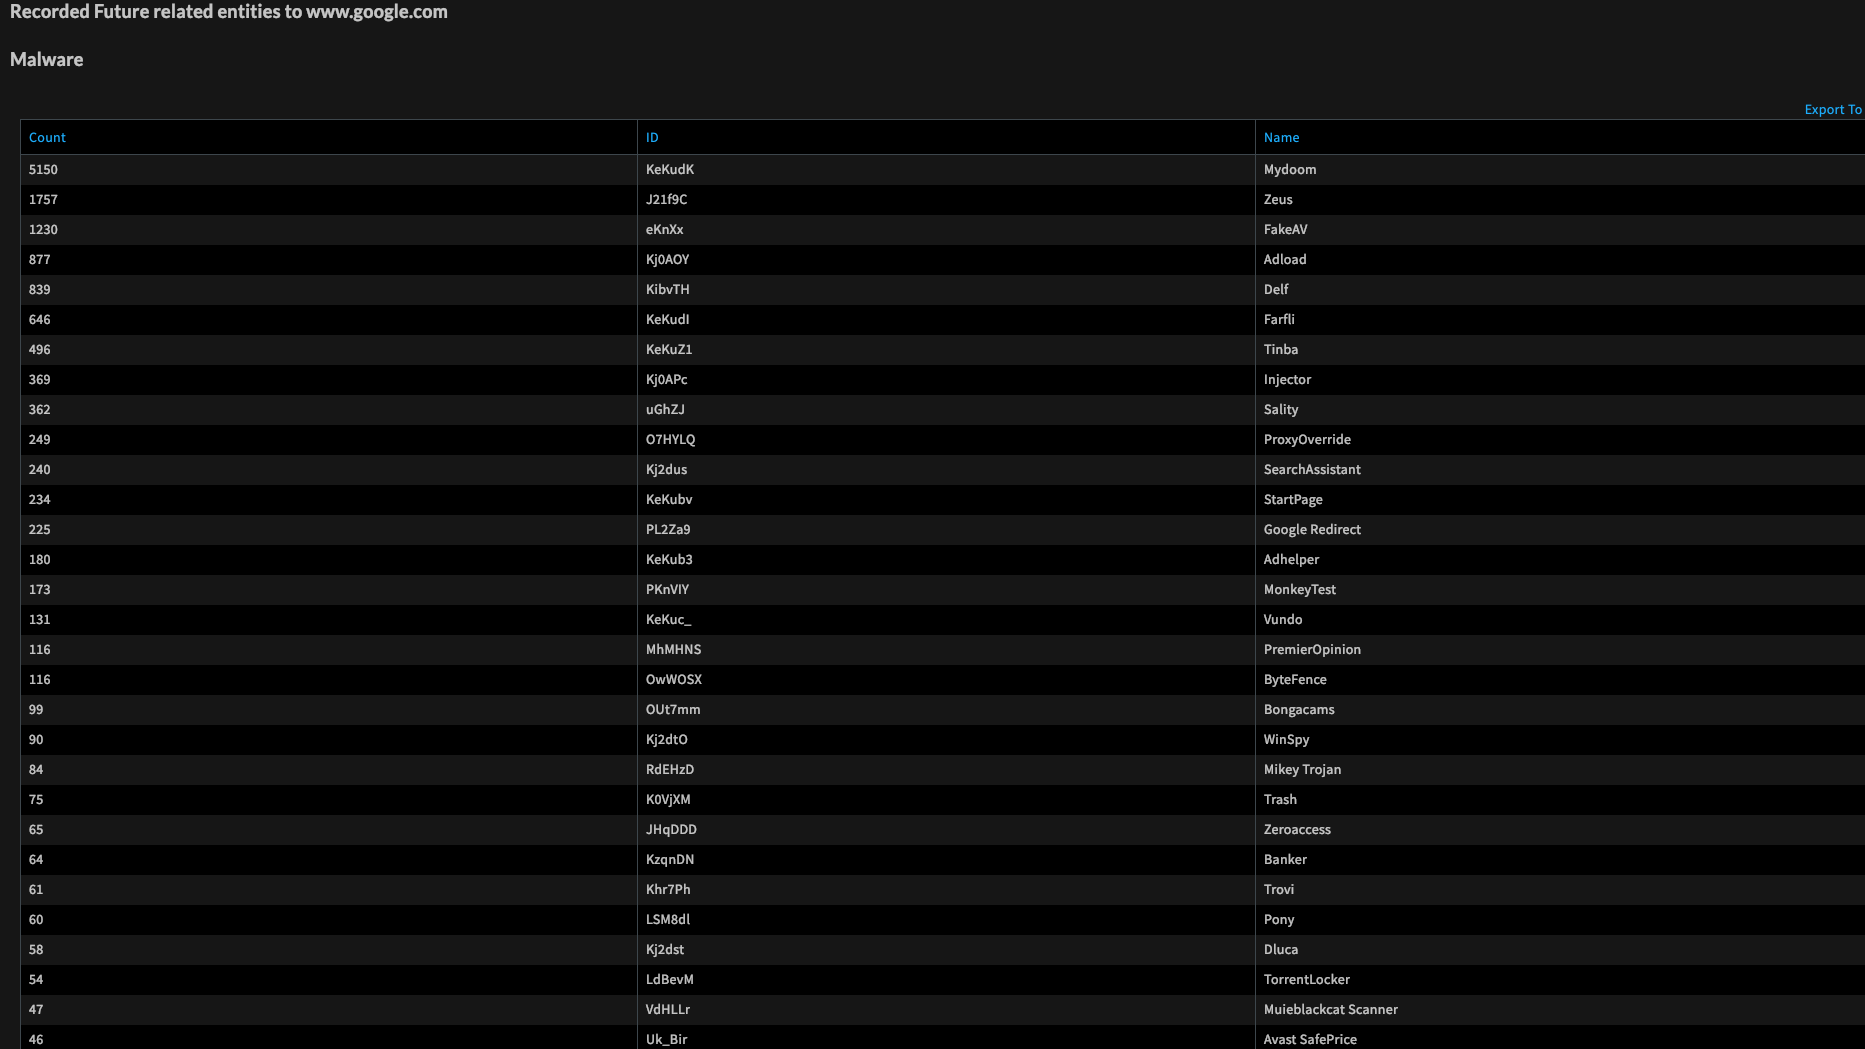 Recorded Future related entities to www.google.com
Malware
Export To
Count ID Name
5150 KeKudK Mydoom
1757 J21f9C Zeus
1230 eKnXx FakeAV
877 Kj0AOY Adload
839 KibvTH Delf
646 KeKudI Farfli
496 KeKuZ1 Tinba
369 Kj0APc Injector
362 uGhZJ Sality
249 O7HYLQ ProxyOverride
240 Kj2dus SearchAssistant
234 KeKubv StartPage
225 PL2Za9 Google Redirect
180 KeKub3 Adhelper
173 PKnVIY MonkeyTest
131 KeKuc_ Vundo
116 MhMHNS PremierOpinion
116 OwWOSX ByteFence
99 OUt7mm Bongacams
90 Kj2dtO WinSpy
84 RdEHzD Mikey Trojan
75 K0VjXM Trash
65 JHqDDD Zeroaccess
64 KzqnDN Banker
61 Khr7Ph Trovi
60 LSM8dl Pony
58 Kj2dst Dluca
54 LdBevM TorrentLocker
47 VdHLLr Muieblackcat Scanner
46 Uk_Bir Avast SafePrice